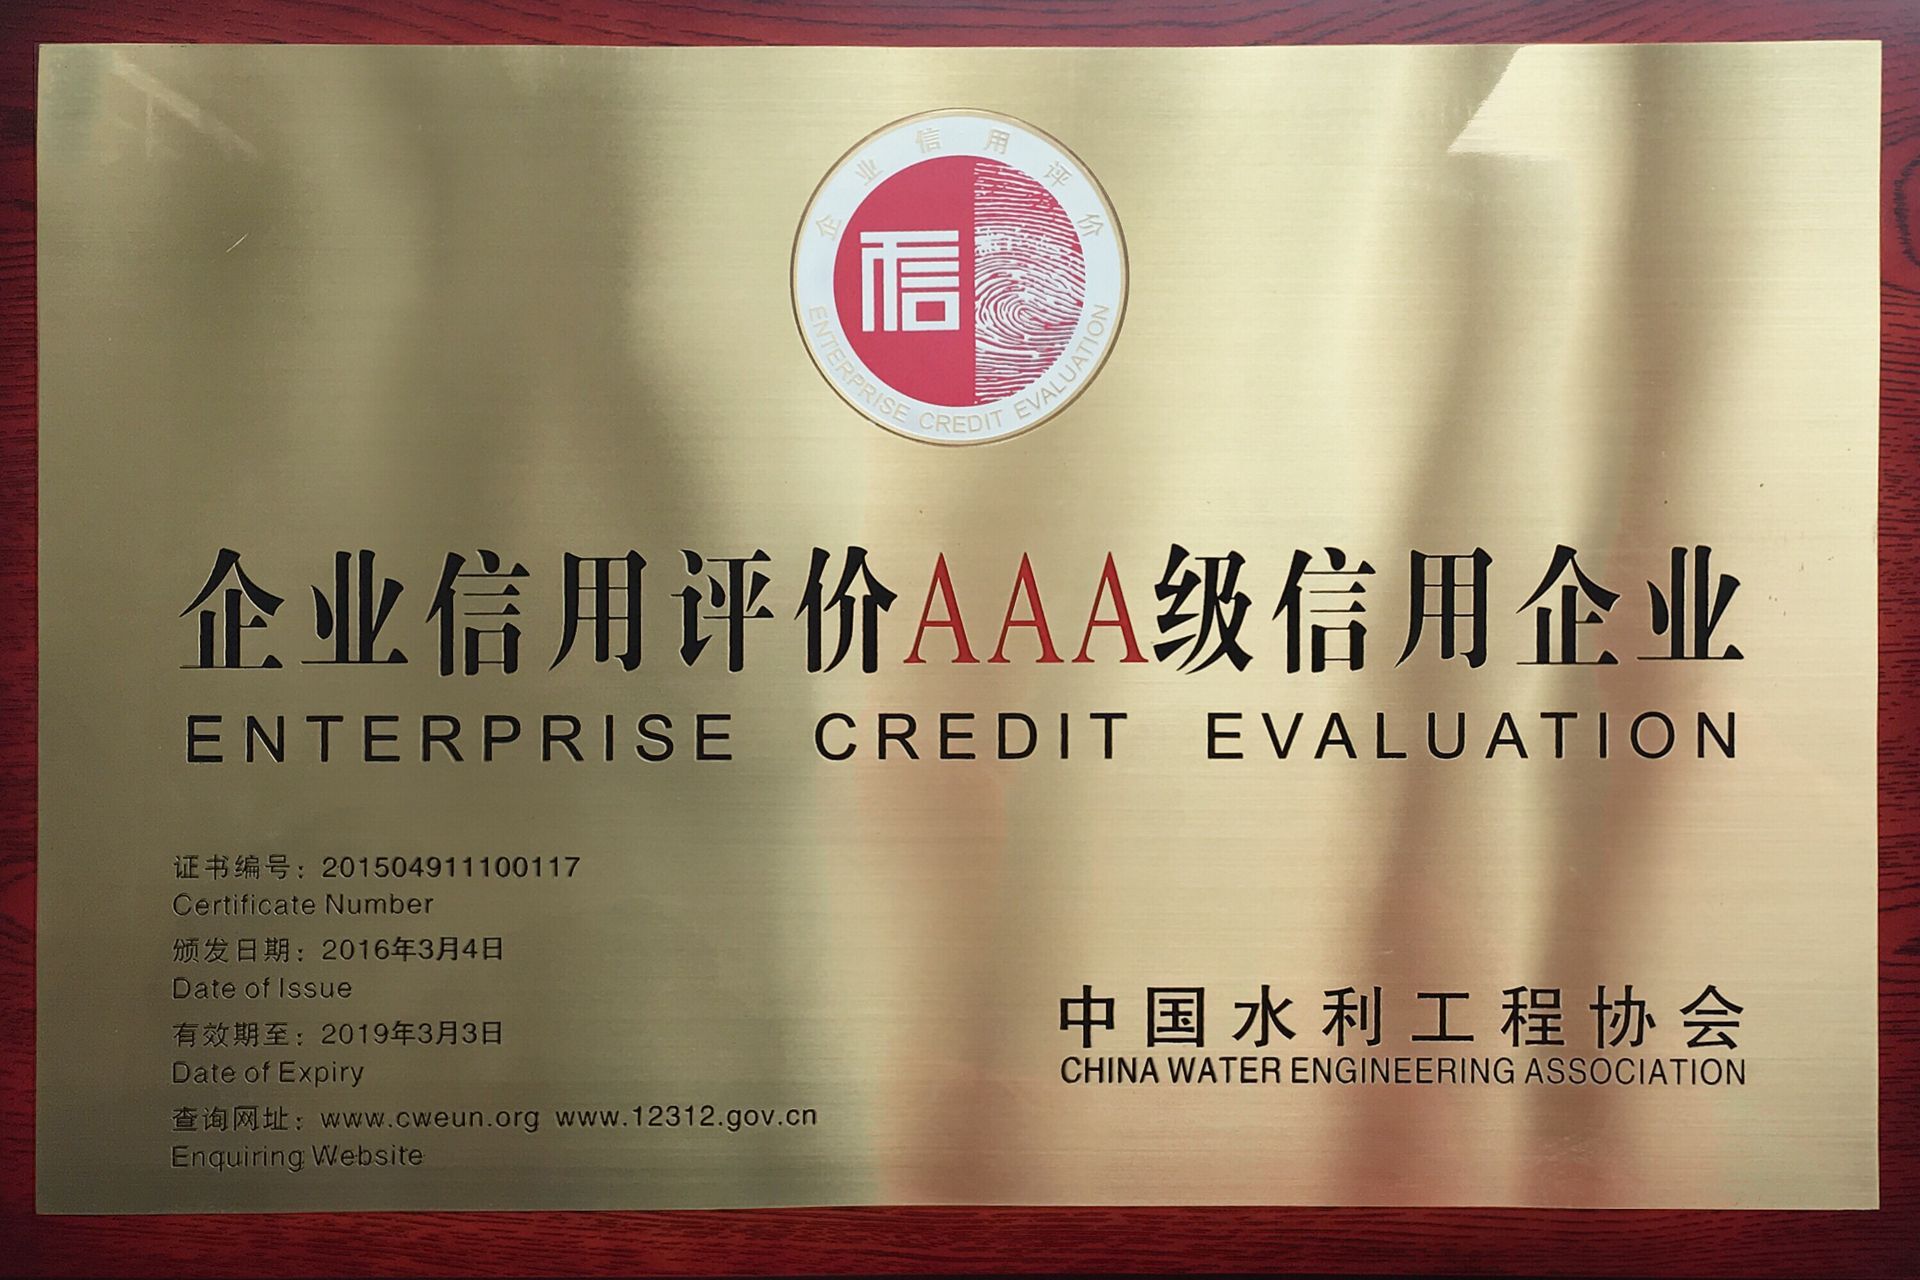 企业信用评价
信
ENTERPRISE CREDIT EVALUATION
企业信用评价AAA级信用企业
ENTERPRISE CREDIT EVALUATION
证书编号：201504911100117
Certificate Number
颁发日期：2016年3月4日
Date of Issue
有效期至：2019年3月3日
Date of Expiry
查询网址：www.cweun.org www.12312.gov.cn
Enquiring Website
中国水利工程协会
CHINA WATER ENGINEERING ASSOCIATION